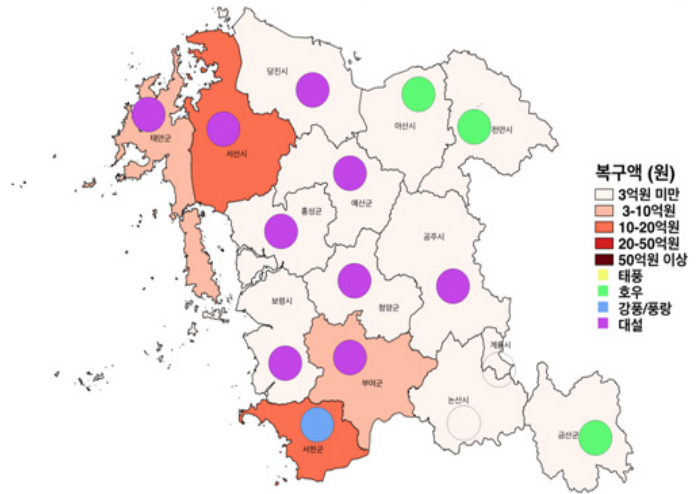 당진시
아산시
천안시
태안군
서산시
복구액 (원)
3억원 미만
3-10억원
10-20억원
20-50억원
50억원 이상
태풍
호우
강풍/풍랑
대설
홍성군
예산군
공주시
보령시
청양군
계룡시
부여군
논산시
서천군
금산군